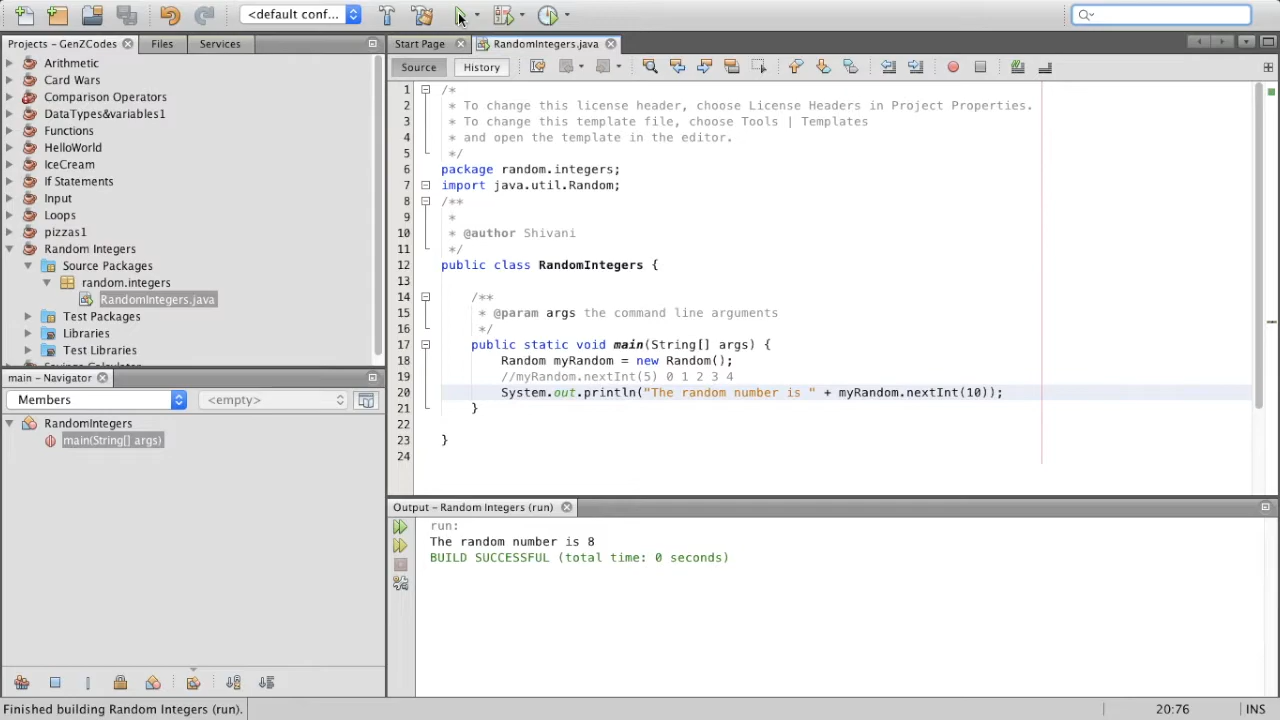 <default conf...
Projects – GenZCodes
Files
Services
Start Page
RandomIntegers.java
Source
History
Arithmetic
Card Wars
Comparison Operators
DataTypes&variables1
Functions
HelloWorld
IceCream
If Statements
Input
Loops
pizzas1
Random Integers
Source Packages
random.integers
RandomIntegers.java
Test Packages
Libraries
Test Libraries
1 /*
2 * To change this license header, choose License Headers in Project Properties.
3 * To change this template file, choose Tools | Templates
4 * and open the template in the editor.
5 */
6 package random.integers;
7 import java.util.Random;
8 /**
9 *
10 * @author Shivani
11 */
12 public class RandomIntegers {
13
14 /**
15 * @param args the command line arguments
16 */
17 public static void main(String[] args) {
18 Random myRandom = new Random();
19 //myRandom.nextInt(5) 0 1 2 3 4
20 System.out.println("The random number is " + myRandom.nextInt(10));
21 }
22
23 }
24
main – Navigator
Members
<empty>
RandomIntegers
main(String[] args)
Output – Random Integers (run)
run:
The random number is 8
BUILD SUCCESSFUL (total time: 0 seconds)
Finished building Random Integers (run).
20:76
INS